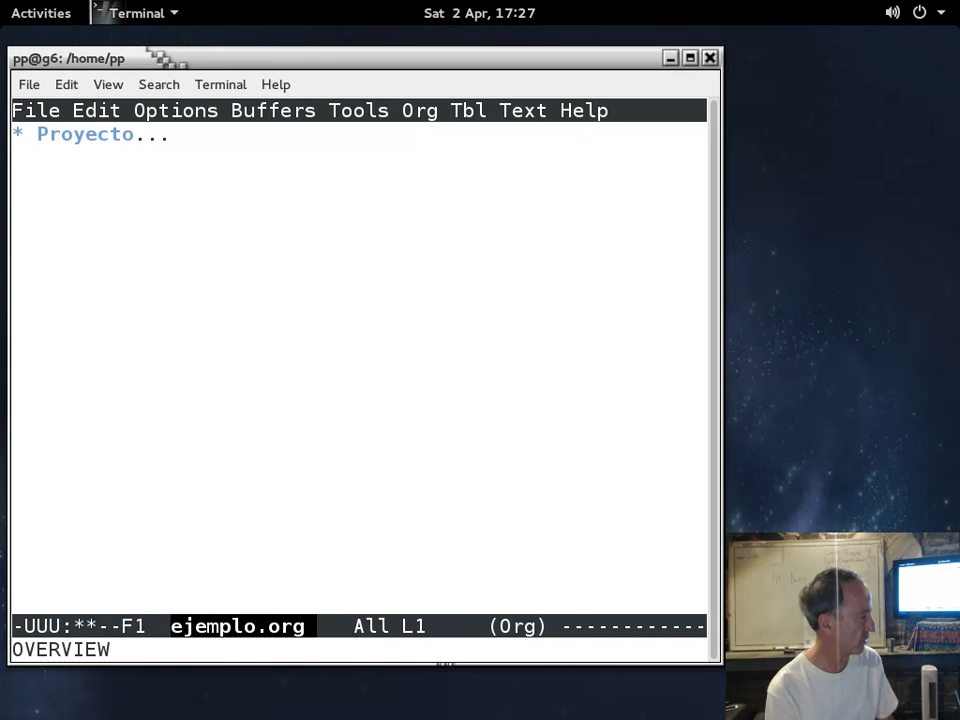 Activities Terminal Sat 2 Apr, 17:27
pp@g6: /home/pp
File Edit View Search Terminal Help
File Edit Options Buffers Tools Org Tbl Text Help
* Proyecto...
-UUU:**--F1 ejemplo.org All L1 (Org) ------------
OVERVIEW